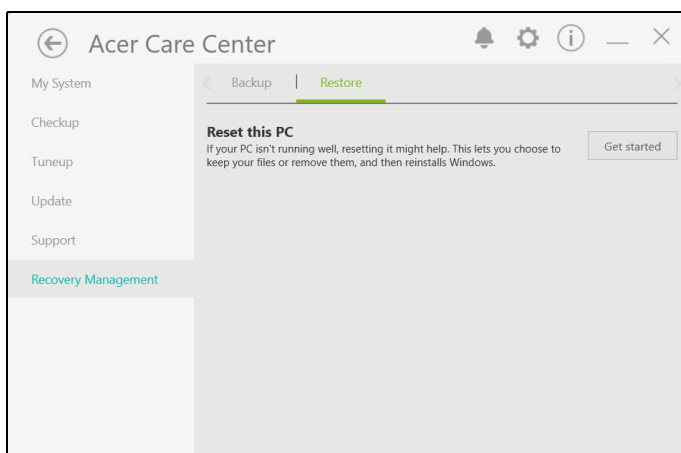 Acer Care Center
My System
Backup
Restore
Checkup
Tuneup
Update
Support
Recovery Management
Reset this PC
If your PC isn't running well, resetting it might help. This lets you choose to
keep your files or remove them, and then reinstalls Windows.
Get started